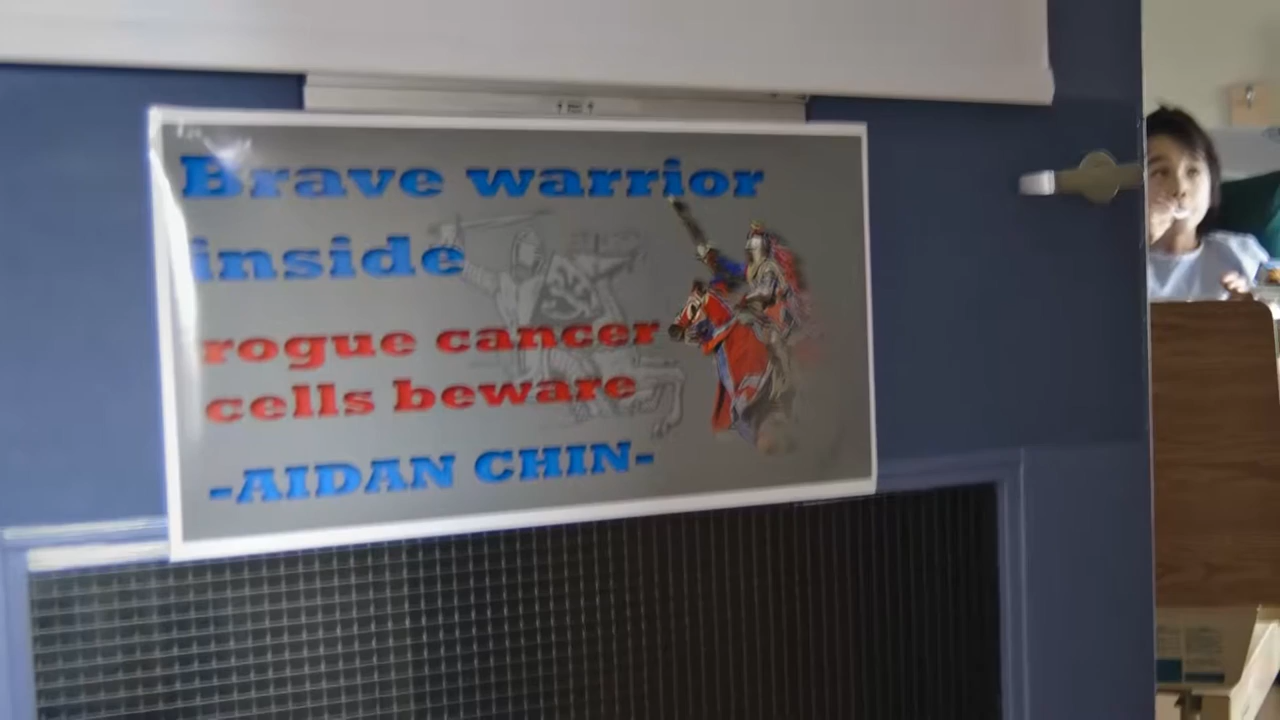 Brave warrior
inside
rogue cancer
cells beware
-AIDAN CHIN-